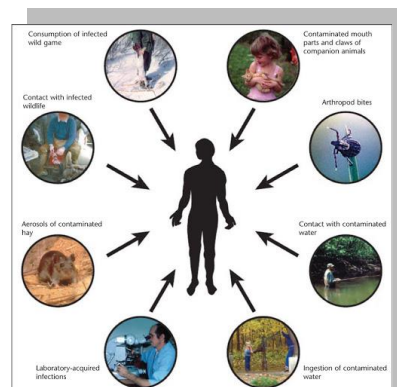 Consumption of infected
wild game
Contaminated mouth
parts and claws of
companion animals
Contact with infected
wildlife
Arthropod bites
Aerosols of contaminated
hay
Contact with contaminated
water
Laboratory-acquired
infections
Ingestion of contaminated
water